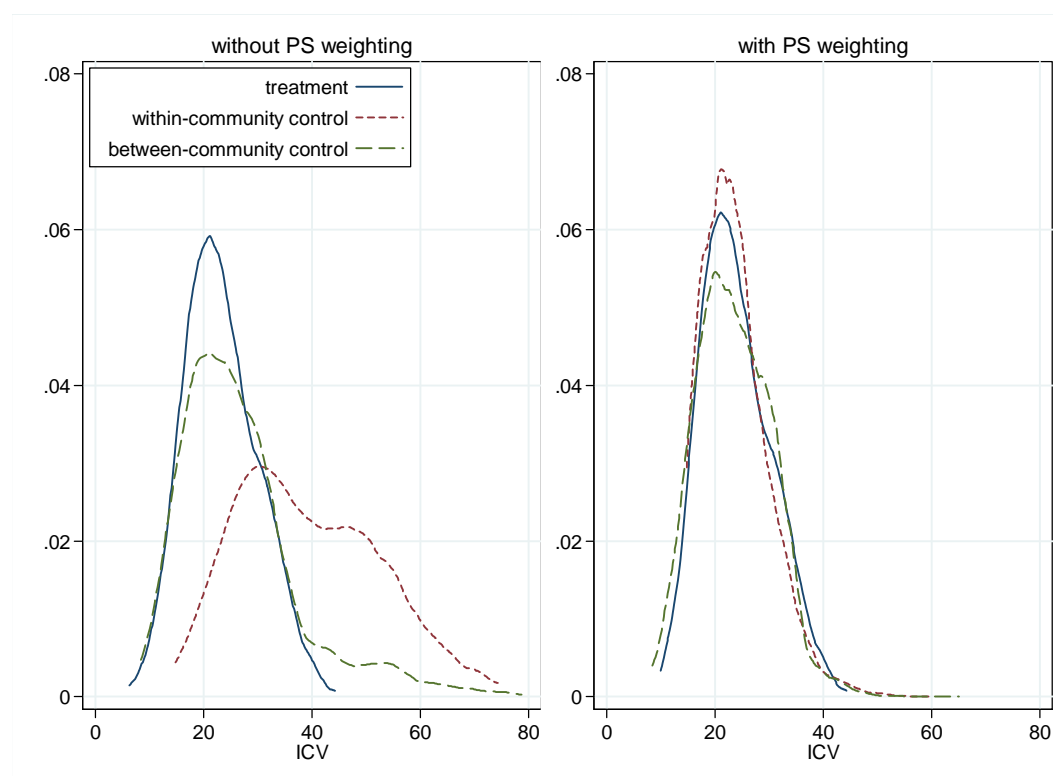 without PS weighting
treatment
within-community control
between-community control
.08
.06
.04
.02
0
0 20 40 60 80
ICV
with PS weighting
.08
.06
.04
.02
0
0 20 40 60 80
ICV